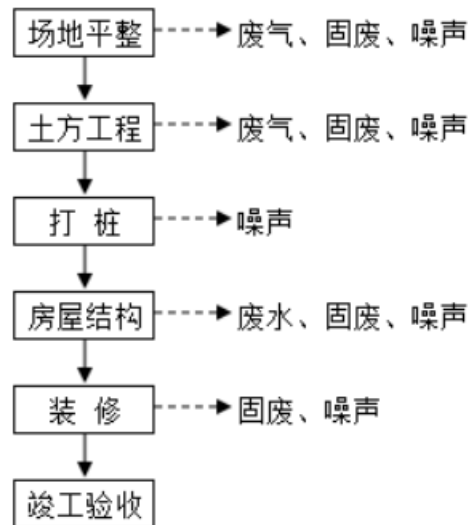 场地平整 废气、固废、噪声
土方工程 废气、固废、噪声
打 桩 噪声
房屋结构 废水、固废、噪声
装 修 固废、噪声
竣工验收